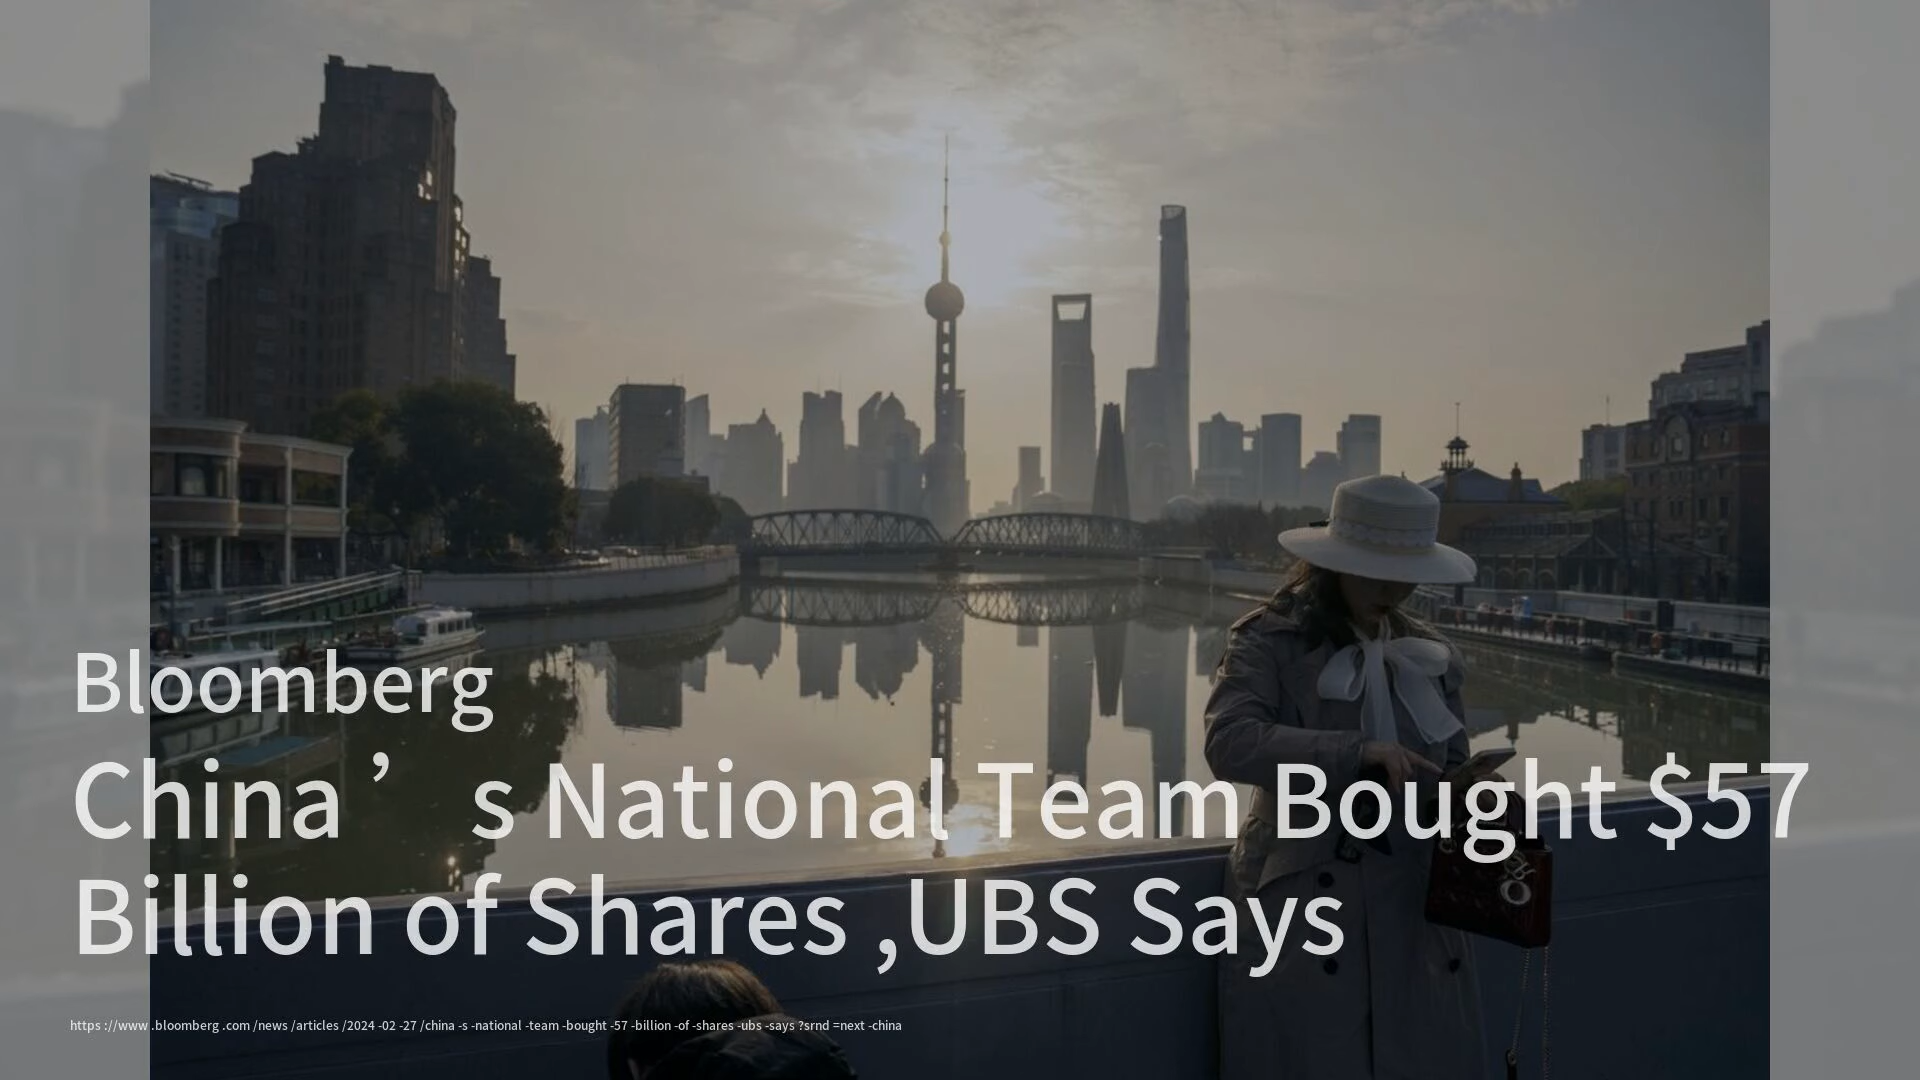 Bloomberg
China ’ s National Team Bought $57
Billion of Shares ,UBS Says
https ://www .bloomberg .com /news /articles /2024 -02 -27 /china -s -national -team -bought -57 -billion -of -shares -ubs -says ?srnd =next -china